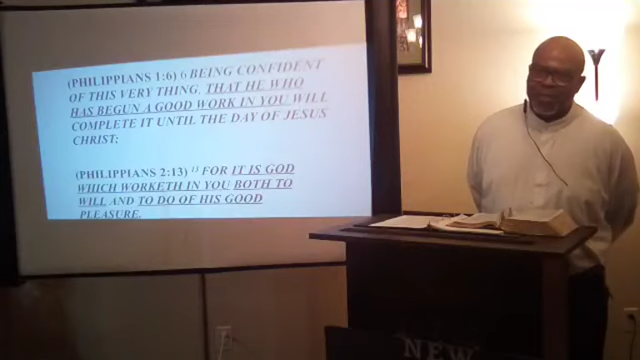 (PHILIPPIANS 1:6) 6 BEING CONFIDENT
OF THIS VERY THING, THAT HE WHO
HAS BEGUN A GOOD WORK IN YOU WILL
COMPLETE IT UNTIL THE DAY OF JESUS
CHRIST;
(PHILIPPIANS 2:13) 13 FOR IT IS GOD
WHICH WORKETH IN YOU BOTH TO
WILL AND TO DO OF HIS GOOD
PLEASURE.
NEW